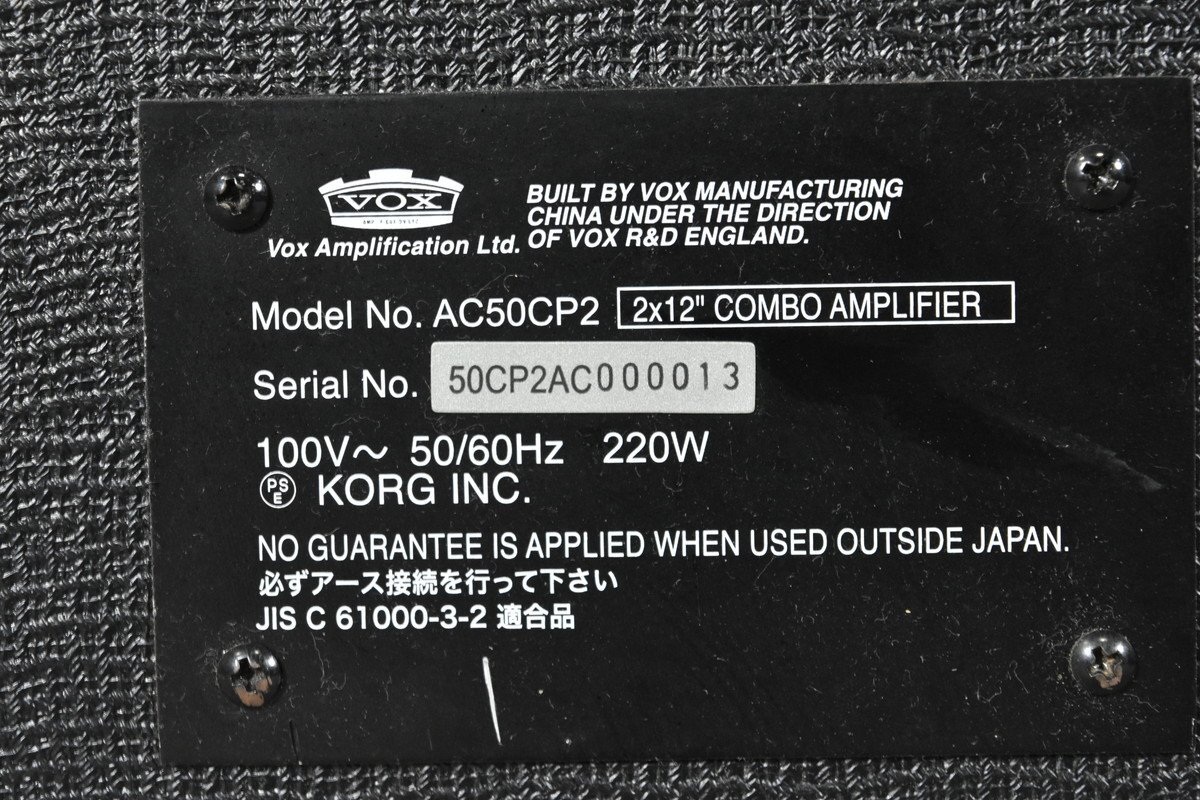 VOX
Vox Amplification Ltd.
BUILT BY VOX MANUFACTURING
CHINA UNDER THE DIRECTION
OF VOX R&D ENGLAND.
Model No. AC50CP2 2x12" COMBO AMPLIFIER
Serial No. 50CP2AC000013
100V～ 50/60Hz 220W
PS
E
KORG INC.
NO GUARANTEE IS APPLIED WHEN USED OUTSIDE JAPAN.
必ずアース接続を行って下さい
JIS C 61000-3-2 適合品